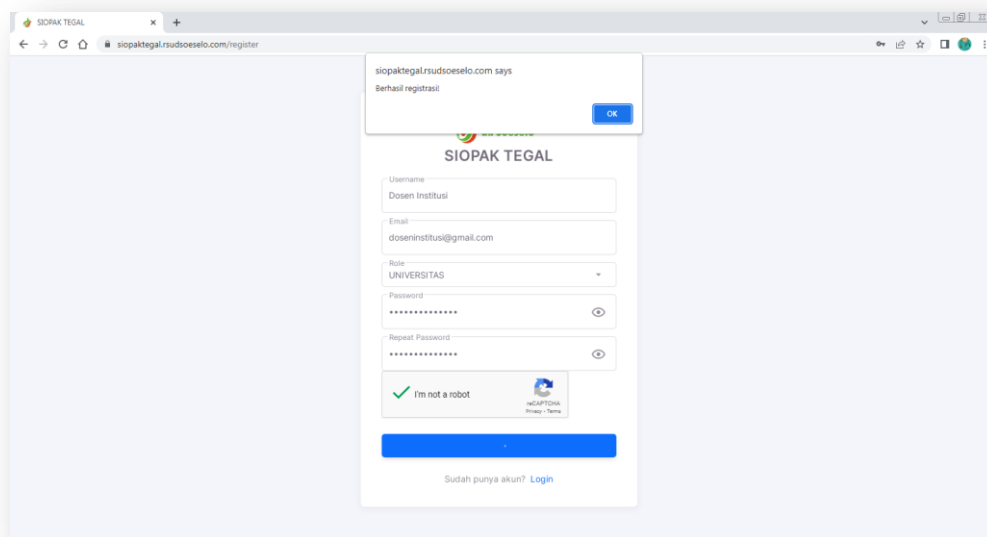 SIOPAK TEGAL
siopaktegal.rsudsoeselo.com/register
siopaktegal.rsudsoeselo.com says
Berhasil registrasi!
OK
SIOPAK TEGAL
Username
Dosen Institusi
Email
doseninstitusi@gmail.com
Role
UNIVERSITAS
Password
Repeat Password
I'm not a robot
reCAPTCHA
Privacy - Terms
Sudah punya akun? Login